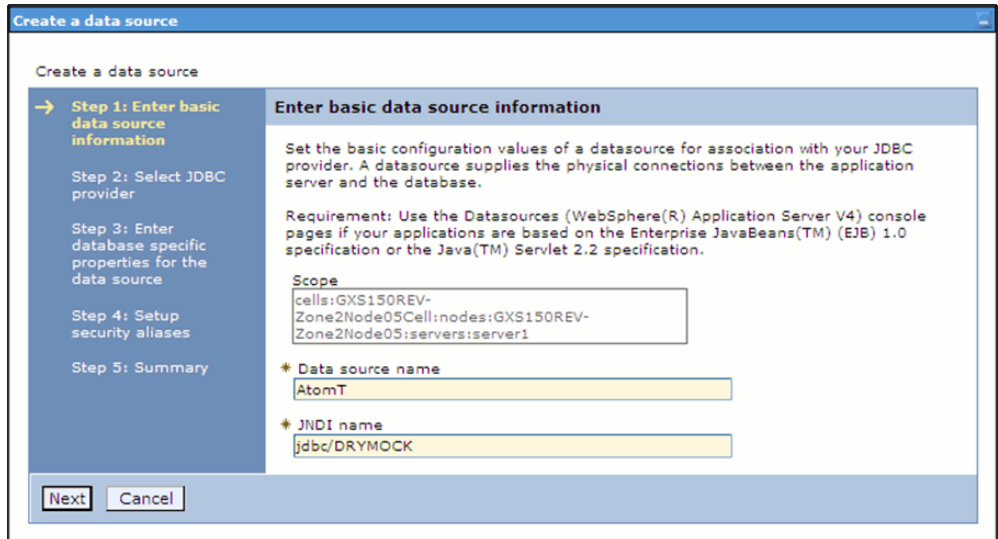 Create a data source
Create a data source
Step 1: Enter basic
data source
information
Step 2: Select JDBC
provider
Step 3: Enter
database specific
properties for the
data source
Step 4: Setup
security aliases
Step 5: Summary
Enter basic data source information
Set the basic configuration values of a datasource for association with your JDBC
provider. A datasource supplies the physical connections between the application
server and the database.
Requirement: Use the Datasources (WebSphere(R) Application Server V4) console
pages if your applications are based on the Enterprise JavaBeans(TM) (EJB) 1.0
specification or the Java(TM) Servlet 2.2 specification.
Scope
cells:GXS150REV-
Zone2Node05Cell:nodes:GXS150REV-
Zone2Node05:servers:server1
* Data source name
AtomT
* JNDI name
jdbc/DRYMOCK
Next Cancel